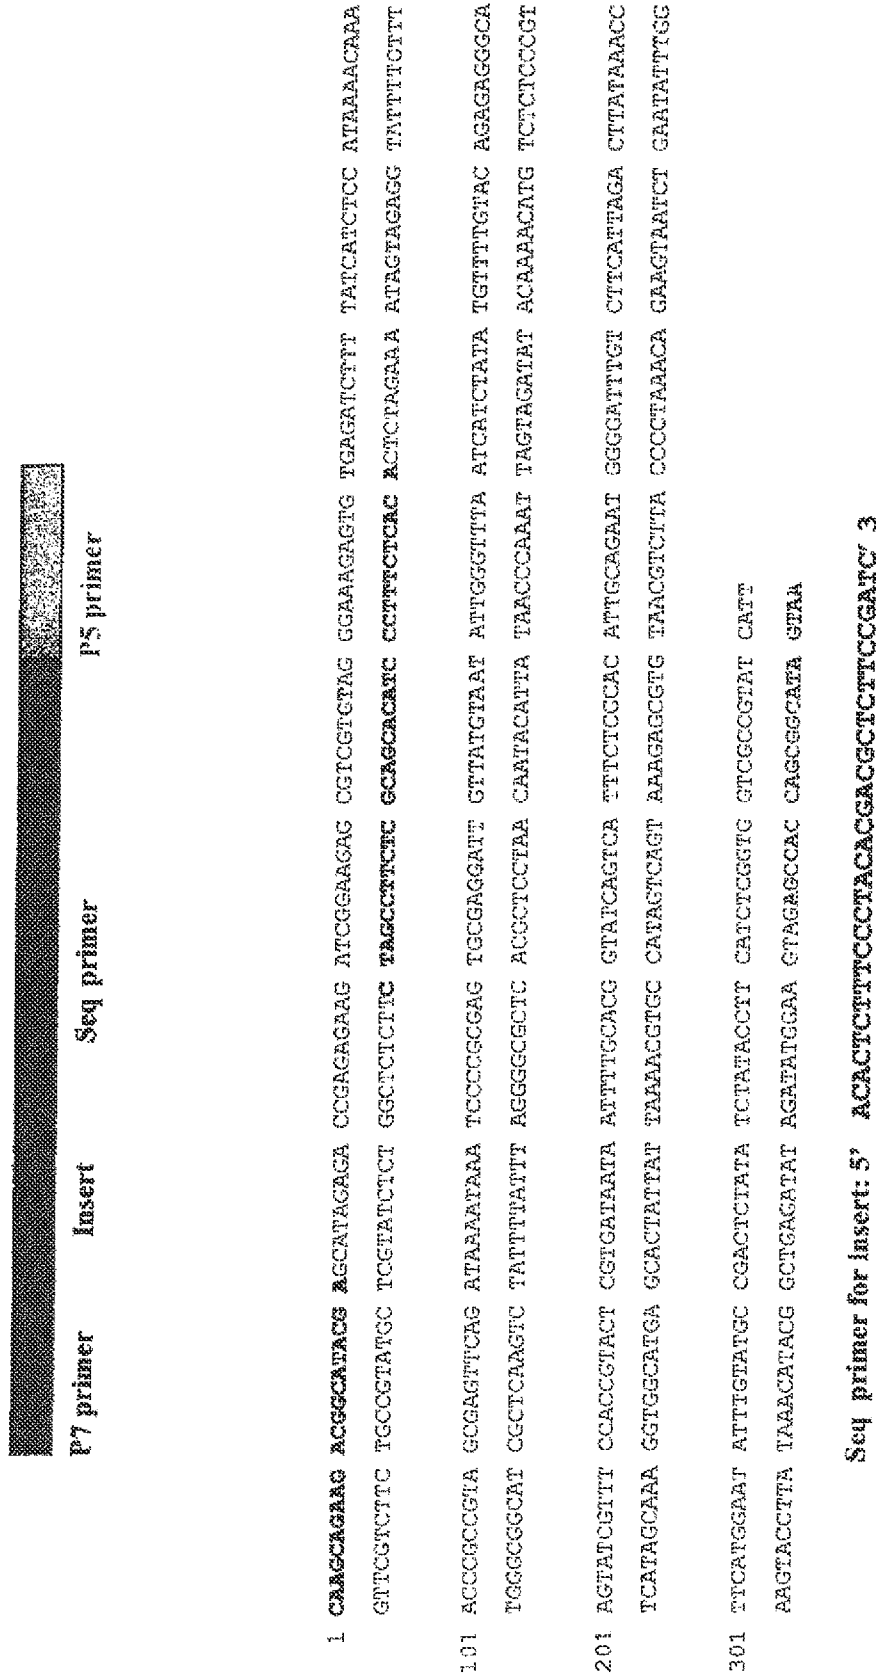 P7 primer Insert Seq primer P5 primer
1 CAAGCAGAAG ACGGCATACG AGCATAGAGA CCGAGAGAAG ATCGGAAGAG CGTCGTGTAG GGAAAGAGTG TGAGATCTTT TATCATCTCC ATAAAACAAA
GTTCGTCTTC TGCCGTATGC TCGTATCTCT GGCTCTCTTC TAGCCTTCTC GCAGCACATC CCTTTCTCAC ACTCTAGAAA ATAGTAGAGG TATTTTGTTT
101 ACCCGCCGTA GCGAGTTCAG ATAAAATAAA TCCCCGCGAG TGCGAGGATT GTTATGTAAT ATTGGGTTTA ATCATCTATA TGTTTTGTAC AGAGAGGGCA
TGGGCGGCAT CGCTCAAGTC TATTTTATTT AGGGGCGCTC ACGCTCCTAA CAATACATTA TAACCCAAAT TAGTAGATAT ACAAAACATG TCTCTCCCGT
201 AGTATCGTTT CCACCGTACT CGTGATAATA ATTTTGCACG GTATCAGTCA TTTCTCGCAC ATTGCAGAAT GGGGATTTGT CTTCATTAGA CTTATAAACC
TCATAGCAAA GGTGGCATGA GCACTATTAT TAAAACGTGC CATAGTCAGT AAAGAGCGTG TAACGTCTTA CCCCTAAACA GAAGTAATCT GAATATTTGG
301 TTCATGGAAT ATTTGTATGC CGACTCTATA TCTATACCTT CATCTCGGTG GTCGCCGTAT CATT
AAGTACCTTA TAAACATACG GCTGAGATAT AGATATGGAA GTAGAGCCAC CAGCGGCATA GTAA
Seq primer for insert: 5’ ACACTCTTTCCCTACACGACGCTCTTCCGATC’ 3